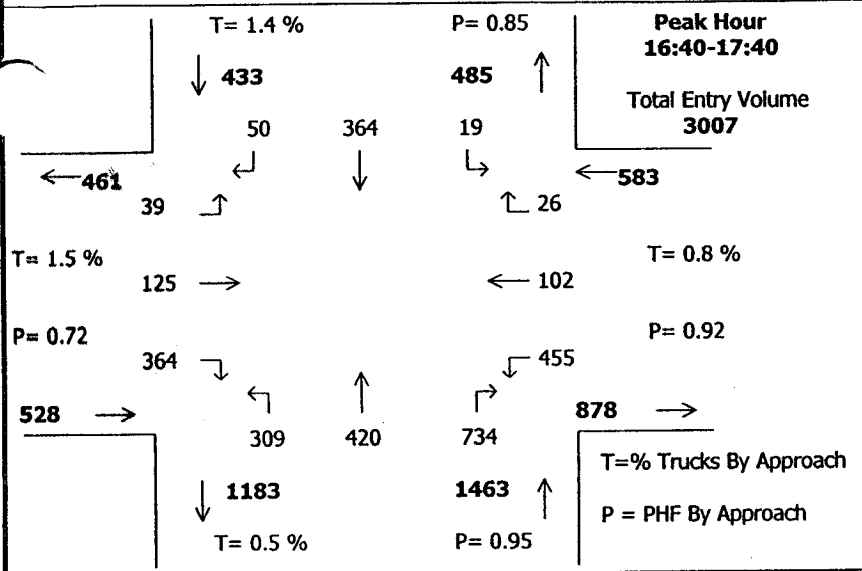 T= 1.4 %
P= 0.85
Peak Hour
16:40-17:40
433
485
Total Entry Volume
3007
50
364
19
461
583
39
26
T= 1.5 %
T= 0.8 %
125
102
P= 0.72
P= 0.92
364
455
528
878
309
420
734
T=% Trucks By Approach
1183
1463
P = PHF By Approach
T= 0.5 %
P= 0.95